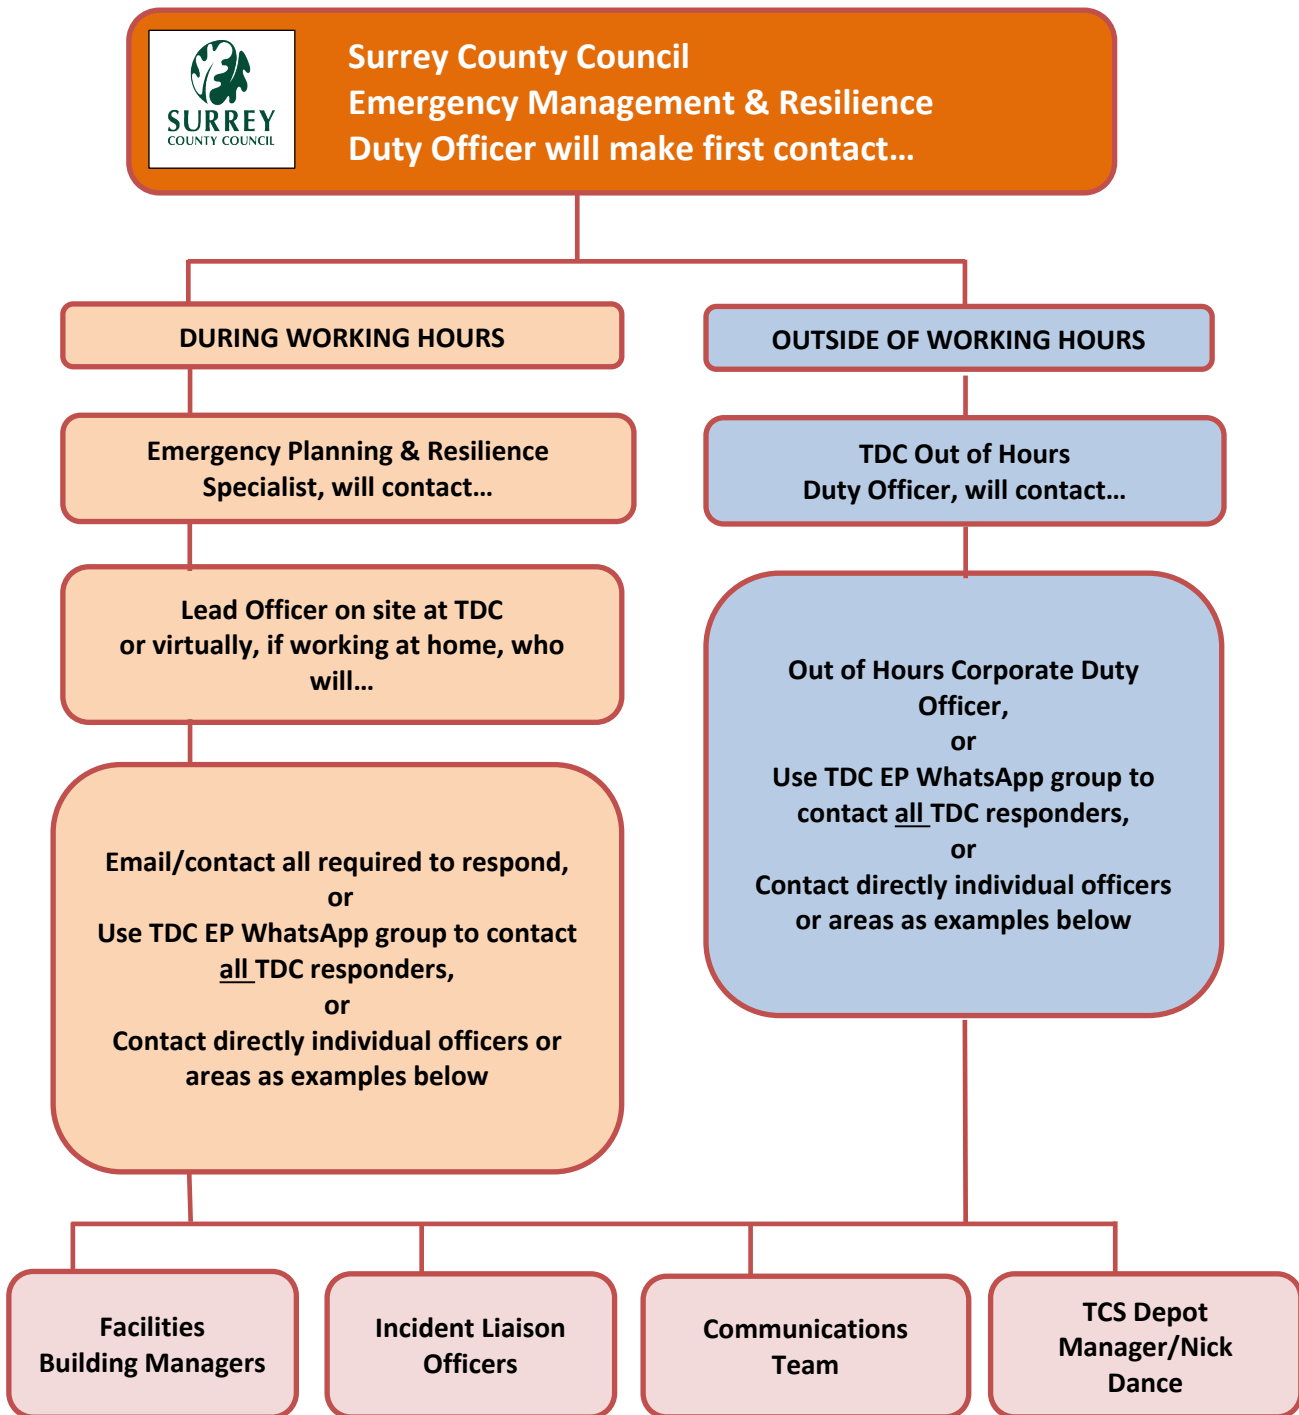 SURREY
COUNTY COUNCIL
Surrey County Council
Emergency Management & Resilience
Duty Officer will make first contact…
DURING WORKING HOURS
OUTSIDE OF WORKING HOURS
Emergency Planning & Resilience
Specialist, will contact…
TDC Out of Hours
Duty Officer, will contact…
Lead Officer on site at TDC
or virtually, if working at home, who
will…
Out of Hours Corporate Duty
Officer,
or
Use TDC EP WhatsApp group to
contact all TDC responders,
or
Contact directly individual officers
or areas as examples below
Email/contact all required to respond,
or
Use TDC EP WhatsApp group to contact
all TDC responders,
or
Contact directly individual officers or
areas as examples below
Facilities
Building Managers
Incident Liaison
Officers
Communications
Team
TCS Depot
Manager/Nick
Dance